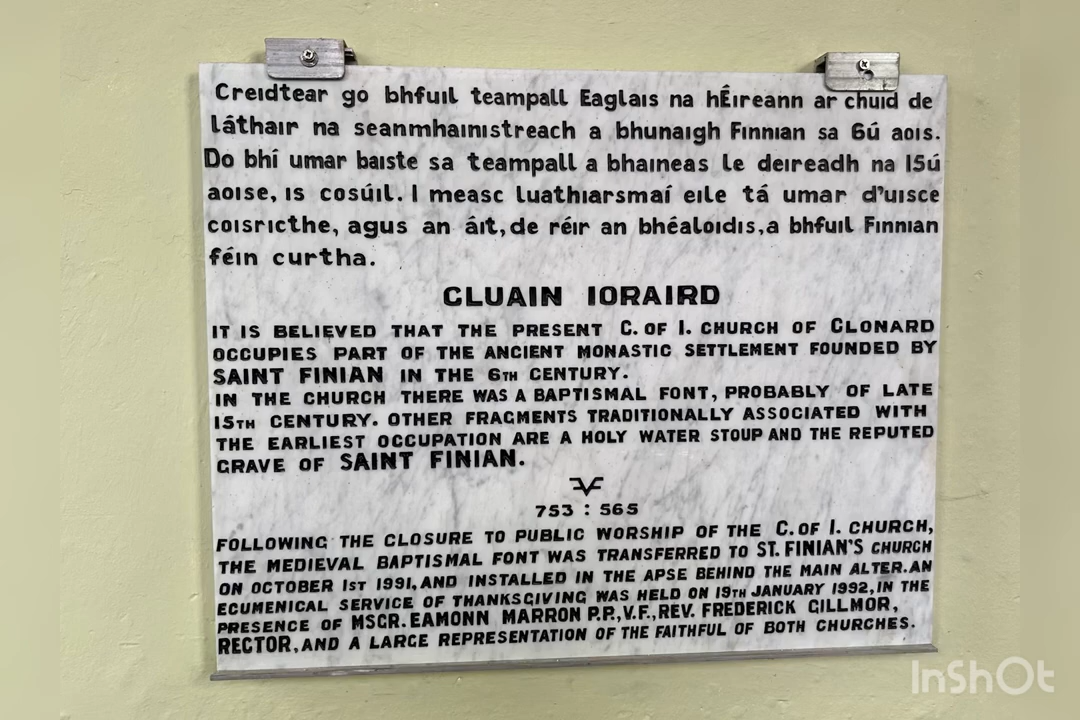 Creidtear go bhfuil teampall Eaglais na hÉireann ar chuid de
láthair na seanmhainistreach a bhunaigh Finnian sa 6ú aois.
Do bhí umar baiste sa teampall a bhaineas le deireadh na 15ú
aoise, is cosúil. I measc luathiarsmaí eile tá umar d'uisce
coisricthe, agus an áit, de réir an bhéaloidis, a bhfuil Finnian
féin curtha.
CLUAIN IORAIRD
IT IS BELIEVED THAT THE PRESENT C. OF I. CHURCH OF CLONARD
OCCUPIES PART OF THE ANCIENT MONASTIC SETTLEMENT FOUNDED BY
SAINT FINIAN IN THE 6TH CENTURY.
IN THE CHURCH THERE WAS A BAPTISMAL FONT, PROBABLY OF LATE
15TH CENTURY. OTHER FRAGMENTS TRADITIONALLY ASSOCIATED WITH
THE EARLIEST OCCUPATION ARE A HOLY WATER STOUP AND THE REPUTED
GRAVE OF SAINT FINIAN.
753 : 565
FOLLOWING THE CLOSURE TO PUBLIC WORSHIP OF THE C. OF I. CHURCH,
THE MEDIEVAL BAPTISMAL FONT WAS TRANSFERRED TO ST. FINIAN'S CHURCH
ON OCTOBER 1ST 1991, AND INSTALLED IN THE APSE BEHIND THE MAIN ALTER. AN
ECUMENICAL SERVICE OF THANKSGIVING WAS HELD ON 19TH JANUARY 1992, IN THE
PRESENCE OF MSGR. EAMONN MARRON P.P., V.F., REV. FREDERICK GILLMOR,
RECTOR, AND A LARGE REPRESENTATION OF THE FAITHFUL OF BOTH CHURCHES.
InShOt